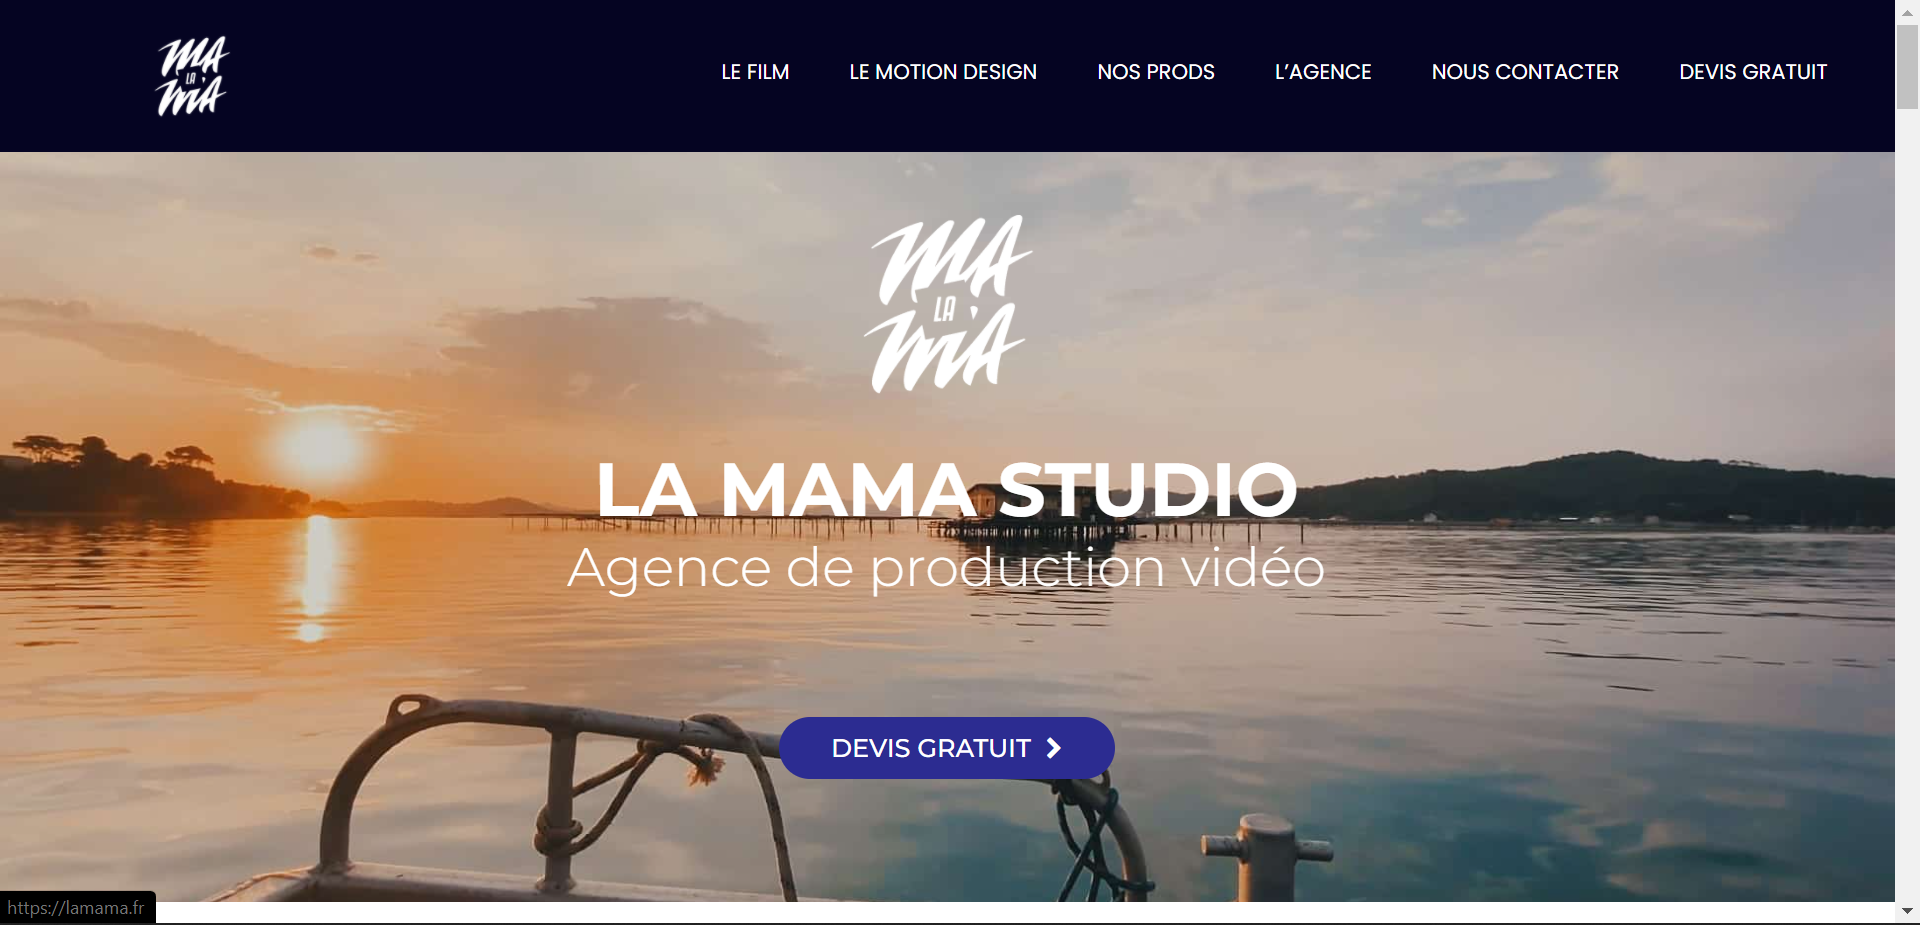 MA
LA
MA
LE FILM
LE MOTION DESIGN
NOS PRODS
L’AGENCE
NOUS CONTACTER
DEVIS GRATUIT
MA
LA
MA
LA MAMA STUDIO
Agence de production vidéo
DEVIS GRATUIT
https://lamama.fr